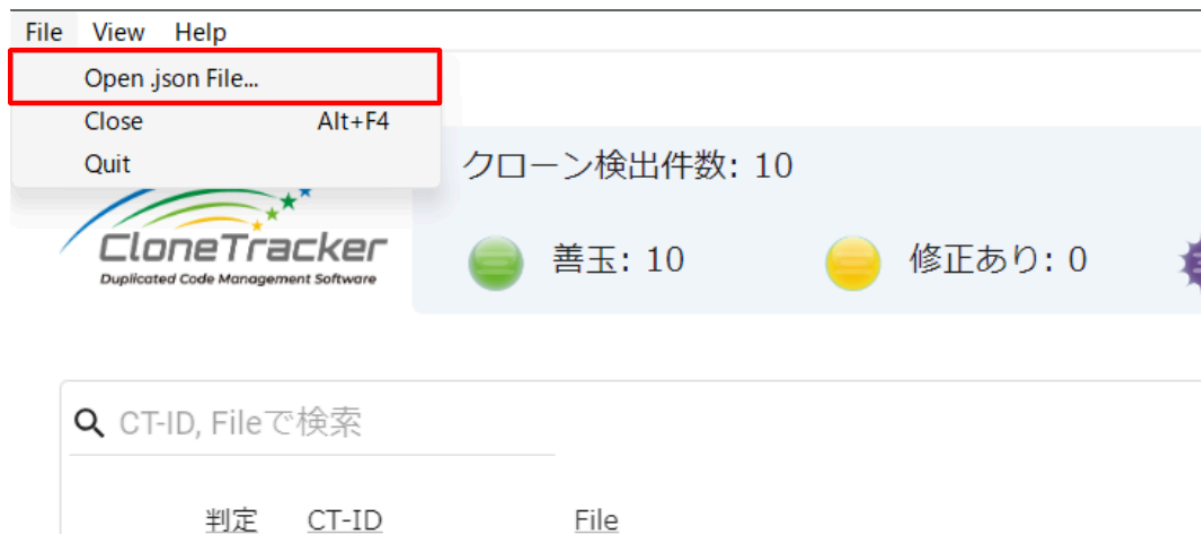 File View Help
Open .json File...
Close Alt+F4
Quit
クローン検出件数: 10
CloneTracker
Duplicated Code Management Software
善玉: 10 修正あり: 0
CT-ID, Fileで検索
判定 CT-ID File